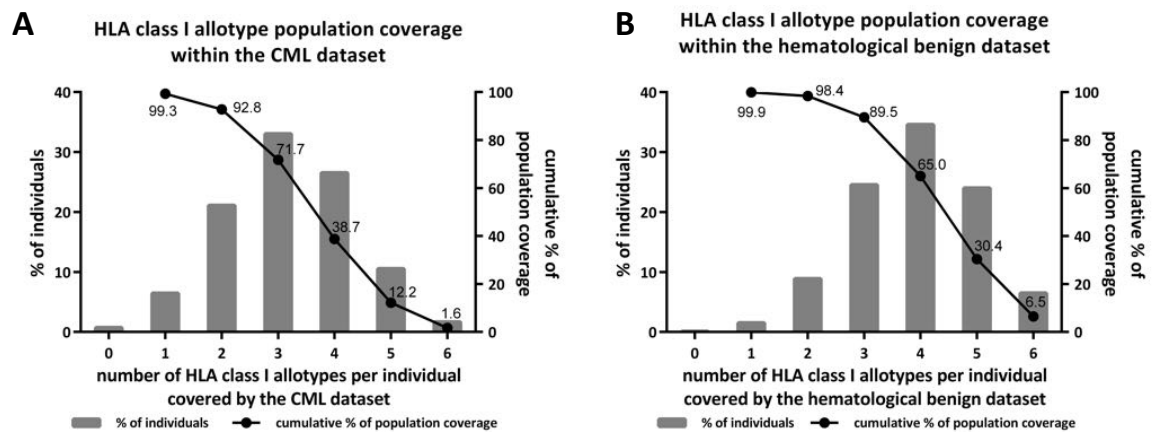 A
HLA class I allotype population coverage
within the CML dataset
40
30
20
10
0
% of individuals
100
80
60
40
20
0
cumulative % of
population coverage
99.3
92.8
71.7
38.7
12.2
1.6
0 1 2 3 4 5 6
number of HLA class I allotypes per individual
covered by the CML dataset
% of individuals cumulative % of population coverage
B
HLA class I allotype population coverage
within the hematological benign dataset
40
30
20
10
0
% of individuals
100
80
60
40
20
0
cumulative % of
population coverage
99.9
98.4
89.5
65.0
30.4
6.5
0 1 2 3 4 5 6
number of HLA class I allotypes per individual
covered by the hematological benign dataset
% of individuals cumulative % of population coverage